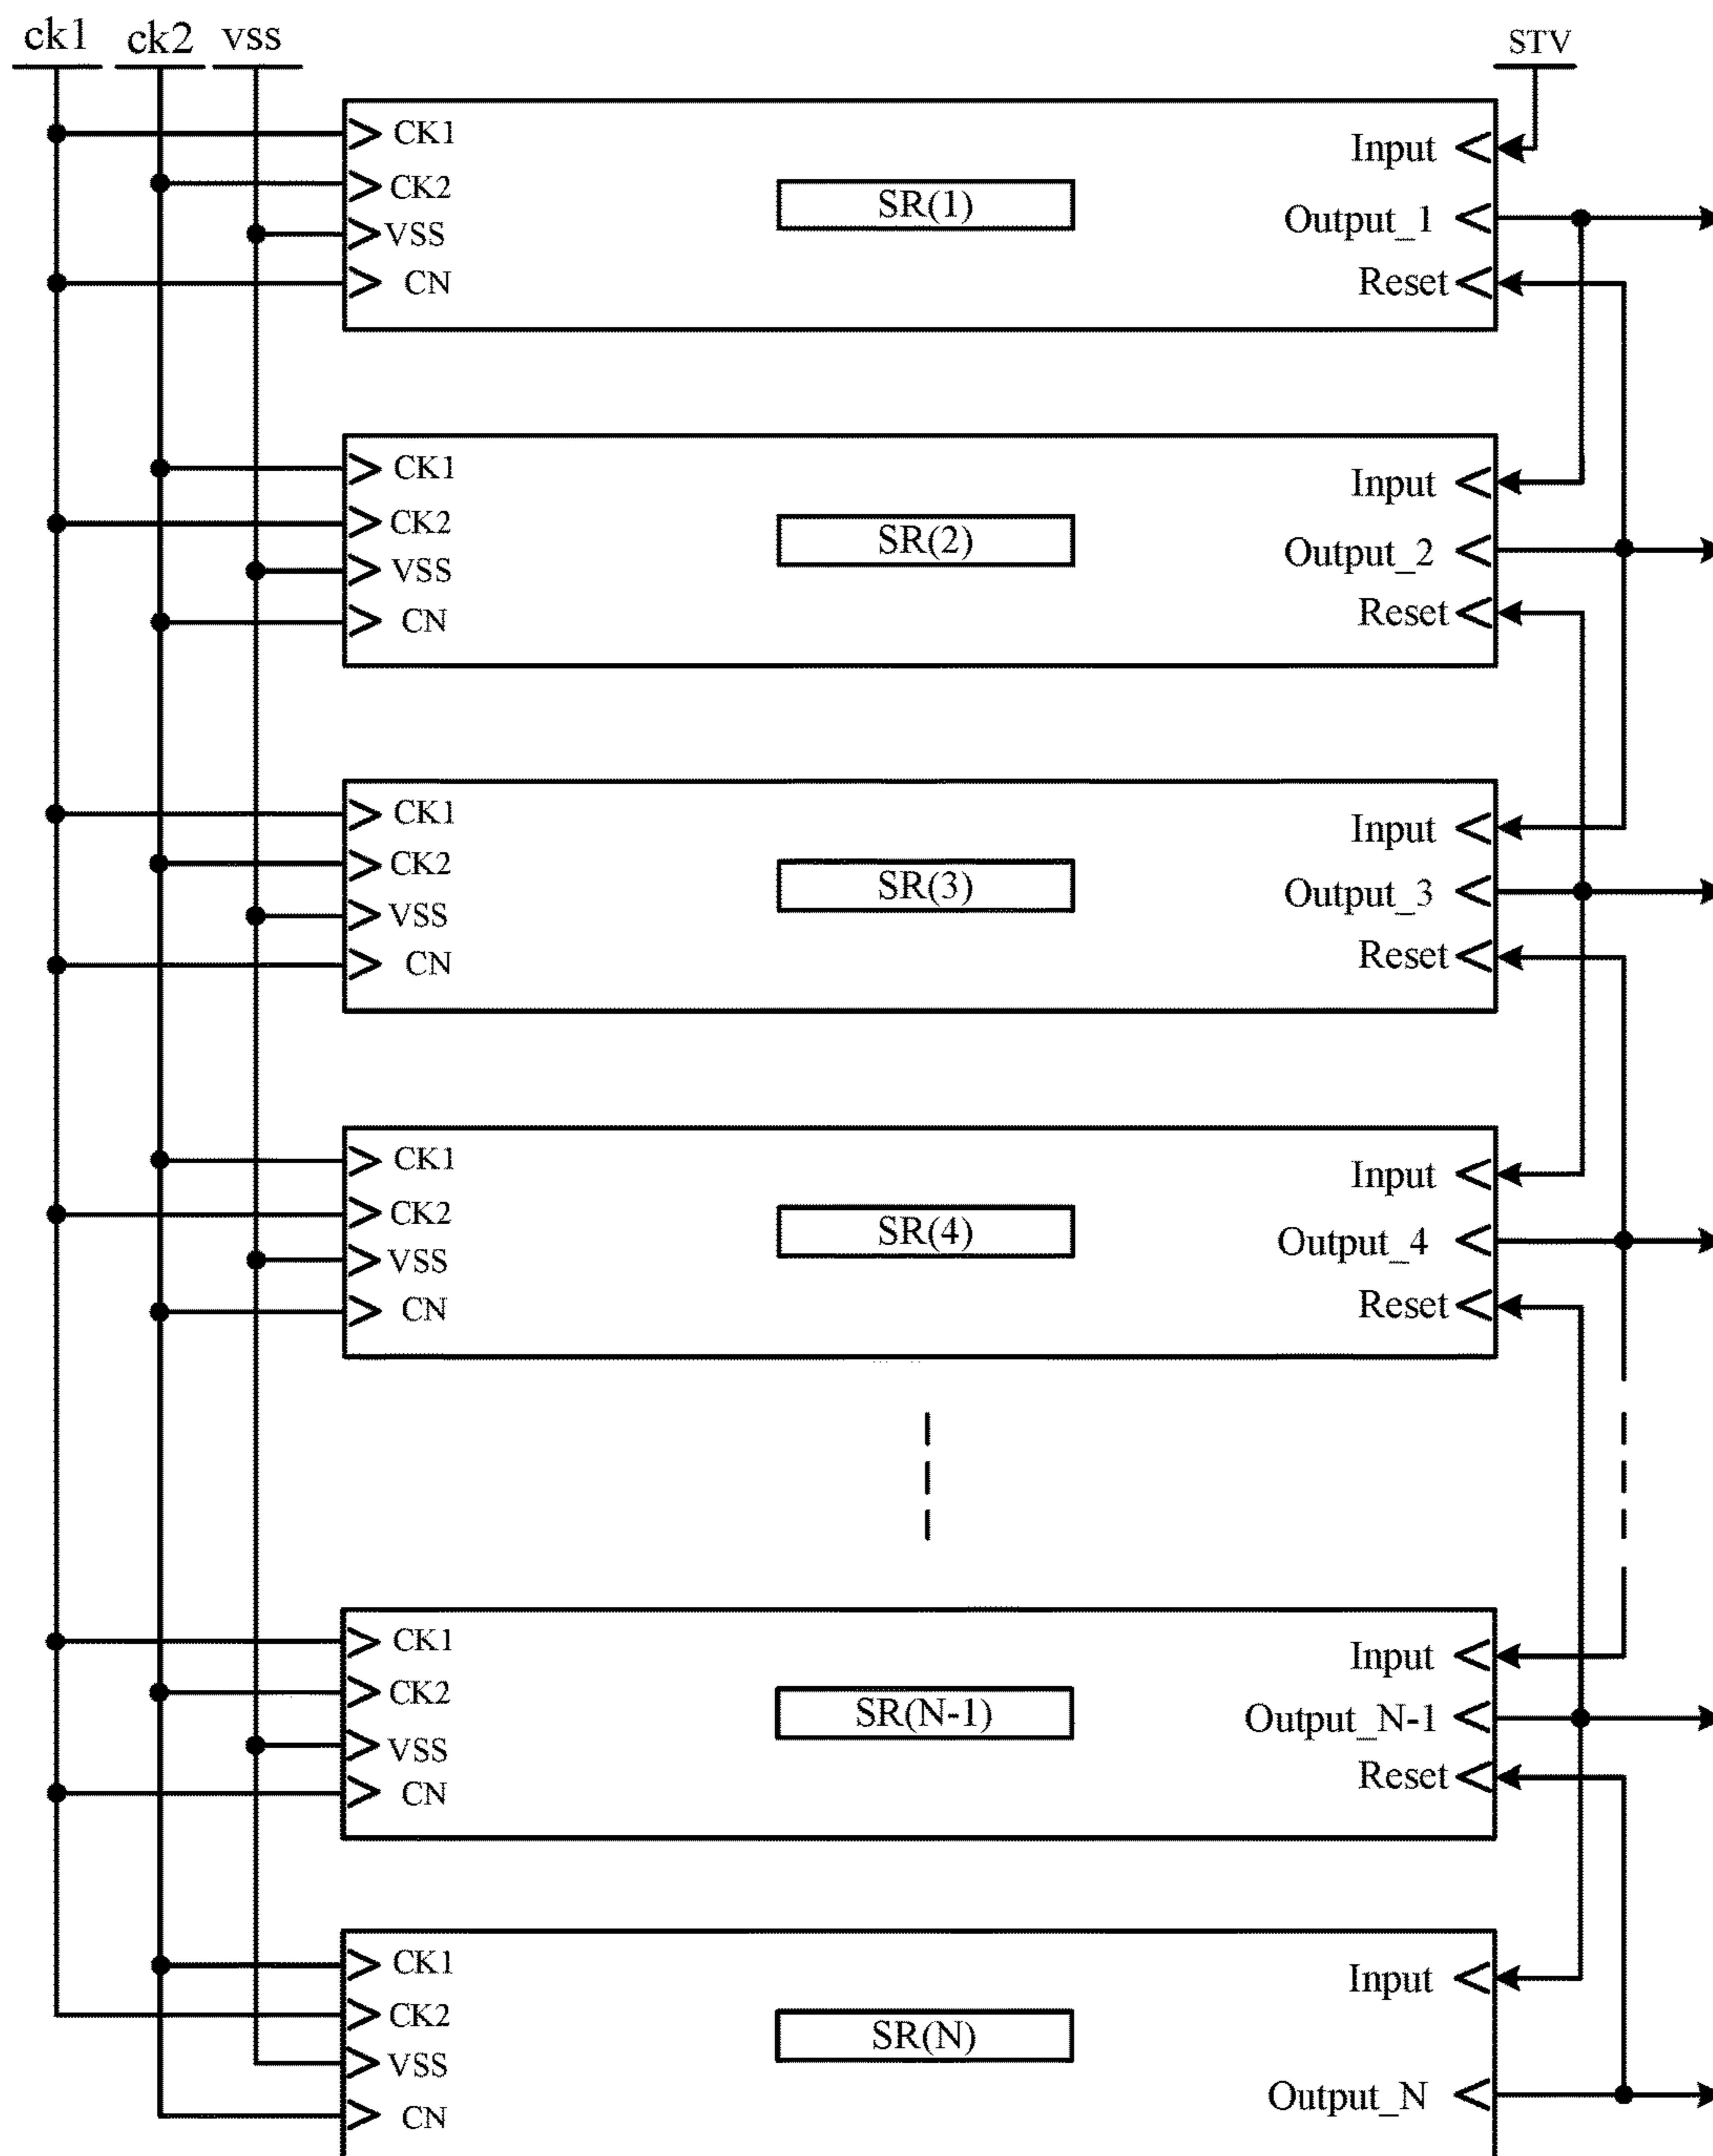 ck1 ck2 vss STV
CK1
CK2
VSS
CN
SR(1)
Input
Output_1
Reset
CK1
CK2
VSS
CN
SR(2)
Input
Output_2
Reset
CK1
CK2
VSS
CN
SR(3)
Input
Output_3
Reset
CK1
CK2
VSS
CN
SR(4)
Input
Output_4
Reset
CK1
CK2
VSS
CN
SR(N-1)
Input
Output_N-1
Reset
CK1
CK2
VSS
CN
SR(N)
Input
Output_N